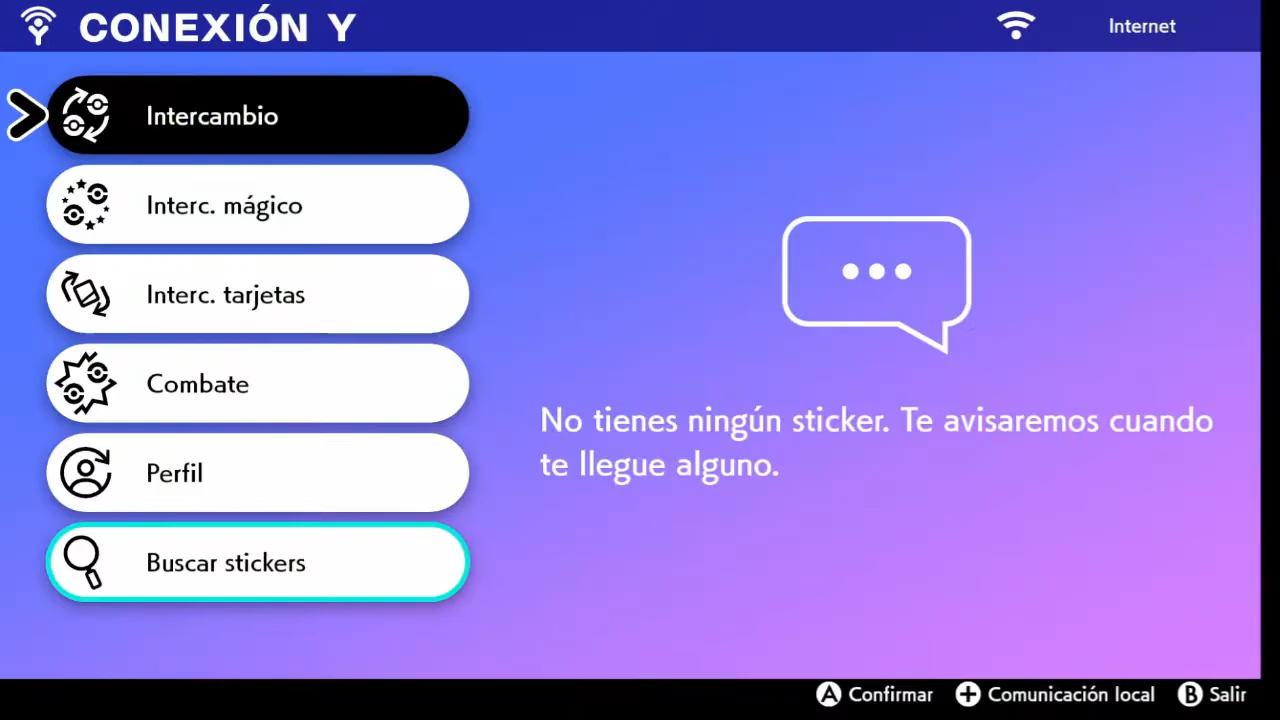 CONEXIÓN Y
Internet
Intercambio
Interc. mágico
Interc. tarjetas
Combate
Perfil
Buscar stickers
No tienes ningún sticker. Te avisaremos cuando
te llegue alguno.
A Confirmar + Comunicación local B Salir